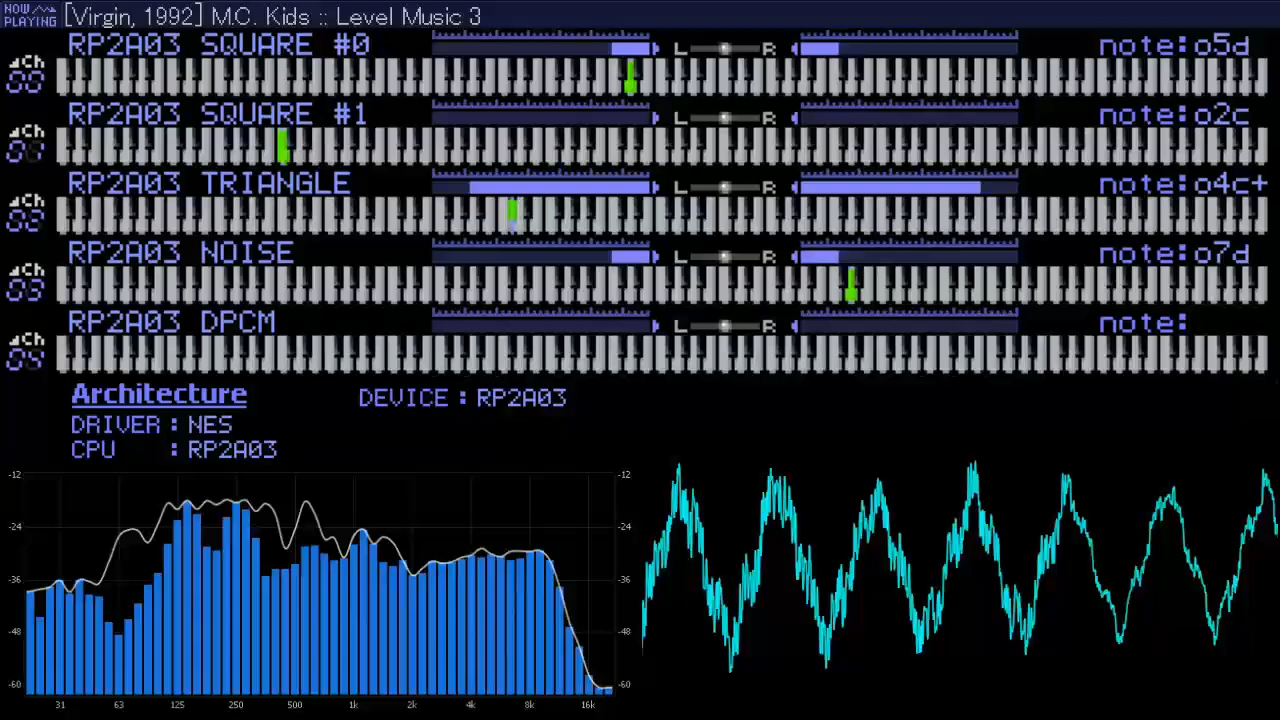 NOW PLAYING [Virgin, 1992] M.C. Kids :: Level Music 3
RP2A03 SQUARE #0 L R note:o5d
Ch 00
RP2A03 SQUARE #1 L R note:o2c
Ch
RP2A03 TRIANGLE L R note:o4c+
Ch
RP2A03 NOISE L R note:o7d
Ch
RP2A03 DPCM L R note:
Ch
Architecture
DEVICE : RP2A03
DRIVER : NES
CPU : RP2A03
-12 -12
-24 -24
-36 -36
-48 -48
-60 -60
31 63 125 250 500 1k 2k 4k 8k 16k